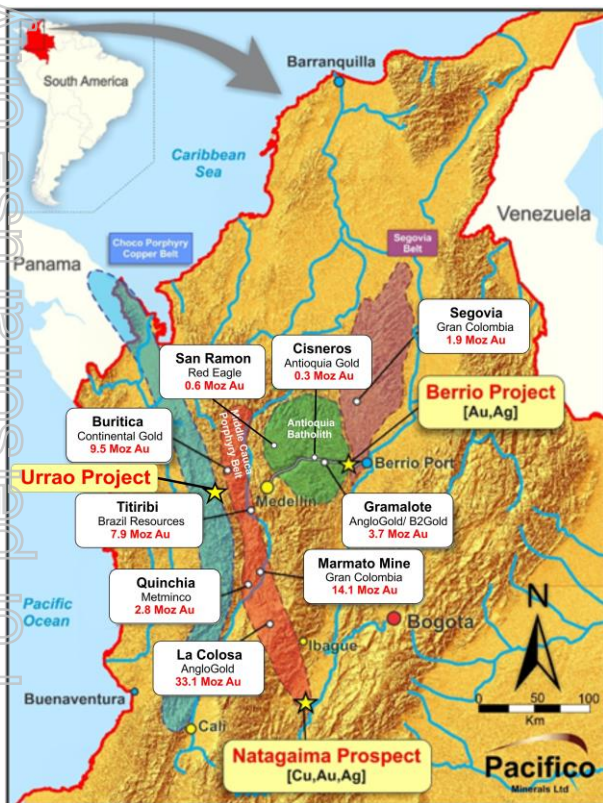 For personal use only
South America
Barranquilla
Caribbean
Sea
Venezuela
Panama
Choco Porphyry
Copper Belt
Segovia
Belt
Segovia
Gran Colombia
1.9 Moz Au
San Ramon
Red Eagle
0.6 Moz Au
Cisneros
Antioquia Gold
0.3 Moz Au
Berrio Project
[Au,Ag]
Buritica
Continental Gold
9.5 Moz Au
Middle Cauca
Porphyry Belt
Antioquia
Batholith
Berrio Port
Urrao Project
Medellin
Titiribi
Brazil Resources
7.9 Moz Au
Gramalote
AngloGold/ B2Gold
3.7 Moz Au
Quinchia
Metminco
2.8 Moz Au
Marmato Mine
Gran Colombia
14.1 Moz Au
Pacific
Ocean
Bogota
N
La Colosa
AngloGold
33.1 Moz Au
Ibague
Buenaventura
Cali
0 50 100
Km
Natagaima Prospect
[Cu,Au,Ag]
Pacifico
Minerals Ltd